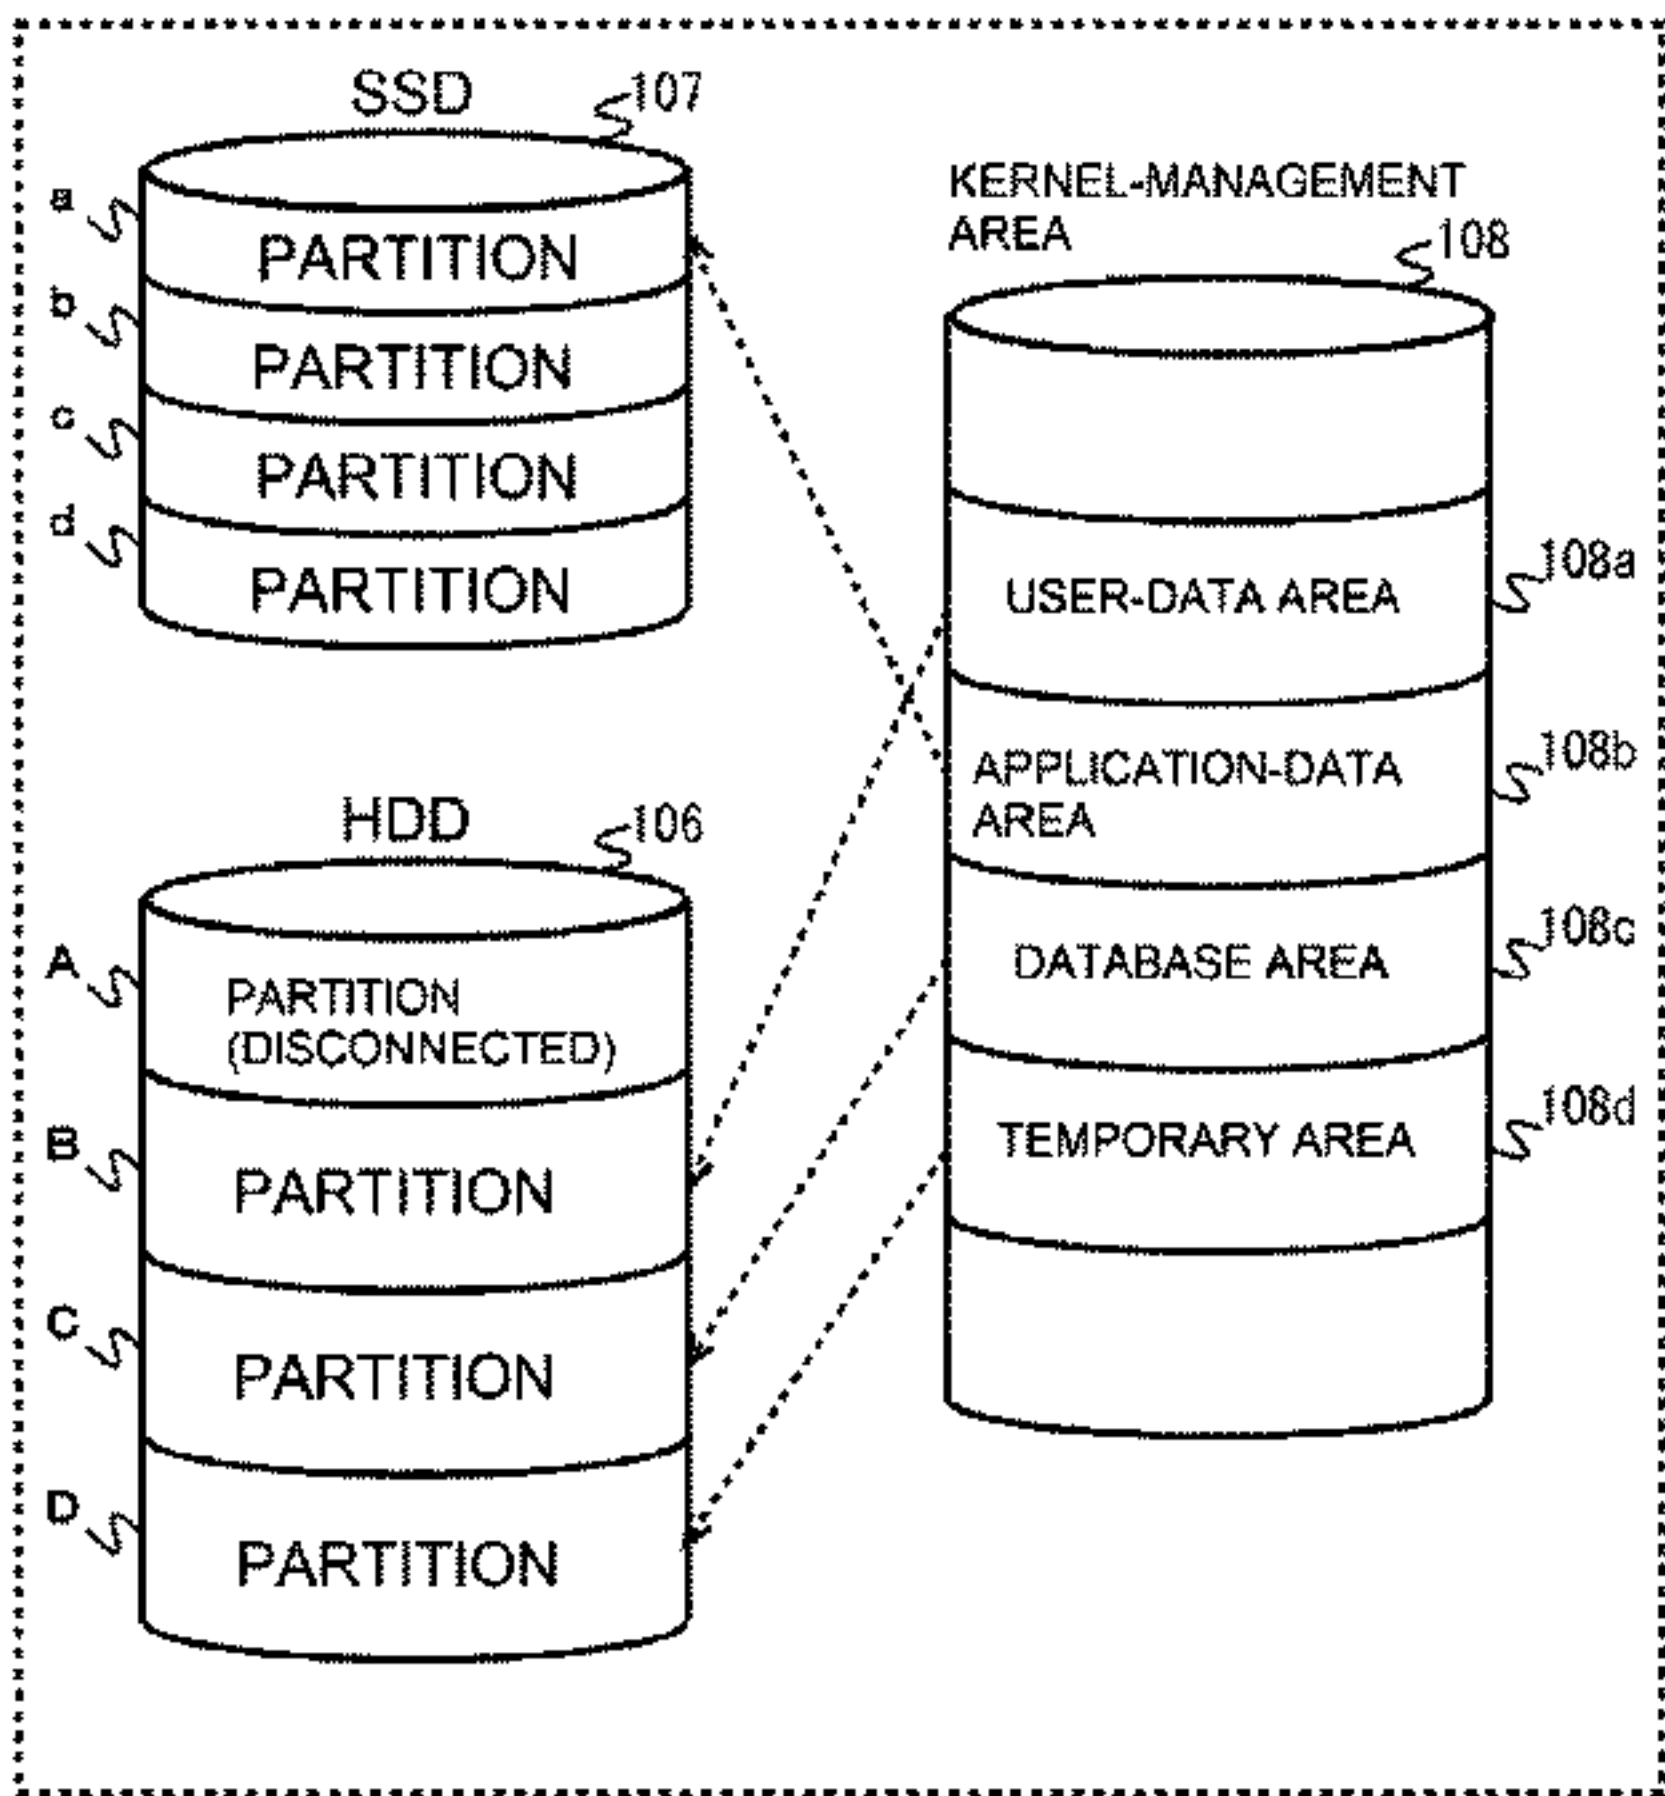 SSD
107
a
PARTITION
b
PARTITION
c
PARTITION
d
PARTITION
HDD
106
A
PARTITION
(DISCONNECTED)
B
PARTITION
C
PARTITION
D
PARTITION
KERNEL-MANAGEMENT
AREA
108
USER-DATA AREA
108a
APPLICATION-DATA
AREA
108b
DATABASE AREA
108c
TEMPORARY AREA
108d